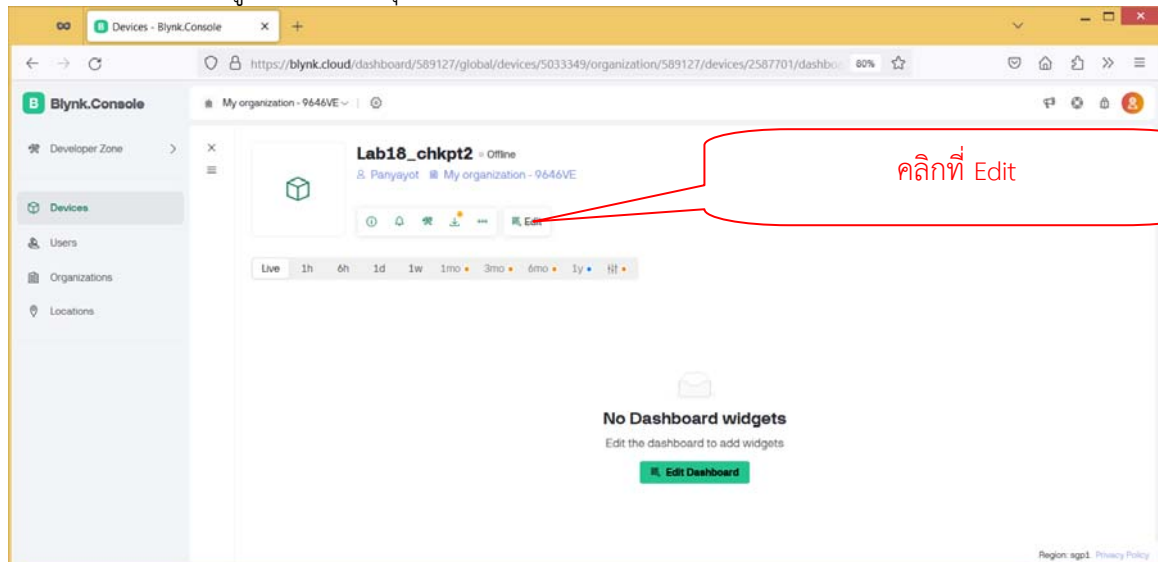 Devices - Blynk.Console
https://blynk.cloud/dashboard/589127/global/devices/5033349/organization/589127/devices/2587701/dashbo 80%
B Blynk.Console
My organization - 9646VE
Developer Zone
Lab18_chkpt2 Offline
Panyayot My organization - 9646VE
คลิกที่ Edit
Devices
Edit
Users
Live 1h 6h 1d 1w 1mo 3mo 6mo 1y
Organizations
Locations
No Dashboard widgets
Edit the dashboard to add widgets
Edit Dashboard
Region: sgp1 Privacy Policy